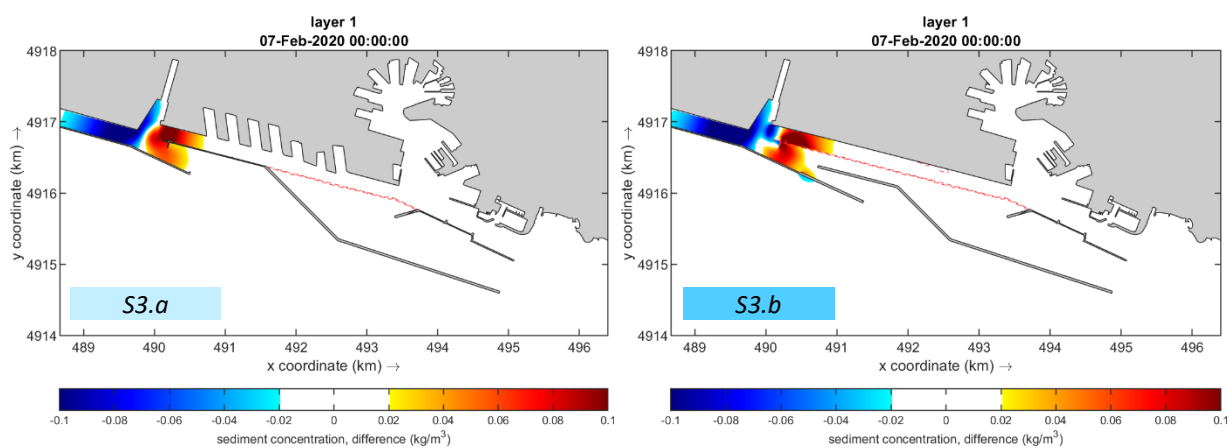 layer 1
07-Feb-2020 00:00:00
4918
4917
4916
4915
4914
y coordinate (km) →
S3.a
489 490 491 492 493 494 495 496
x coordinate (km) →
-0.1 -0.08 -0.06 -0.04 -0.02 0 0.02 0.04 0.06 0.08 0.1
sediment concentration, difference (kg/m³)
layer 1
07-Feb-2020 00:00:00
4918
4917
4916
4915
4914
y coordinate (km) →
S3.b
489 490 491 492 493 494 495 496
x coordinate (km) →
-0.1 -0.08 -0.06 -0.04 -0.02 0 0.02 0.04 0.06 0.08 0.1
sediment concentration, difference (kg/m³)